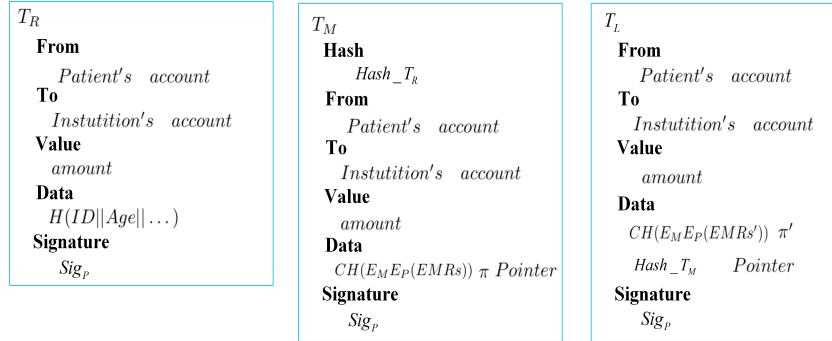 T_R
From
Patient's account
To
Instutition's account
Value
amount
Data
H(ID||Age||...)
Signature
Sig_P
T_M
Hash
Hash_T_R
From
Patient's account
To
Instutition's account
Value
amount
Data
CH(E_M E_P(EMRs)) π Pointer
Signature
Sig_P
T_L
From
Patient's account
To
Instutition's account
Value
amount
Data
CH(E_M E_P(EMRs')) π'
Hash_T_M Pointer
Signature
Sig_P